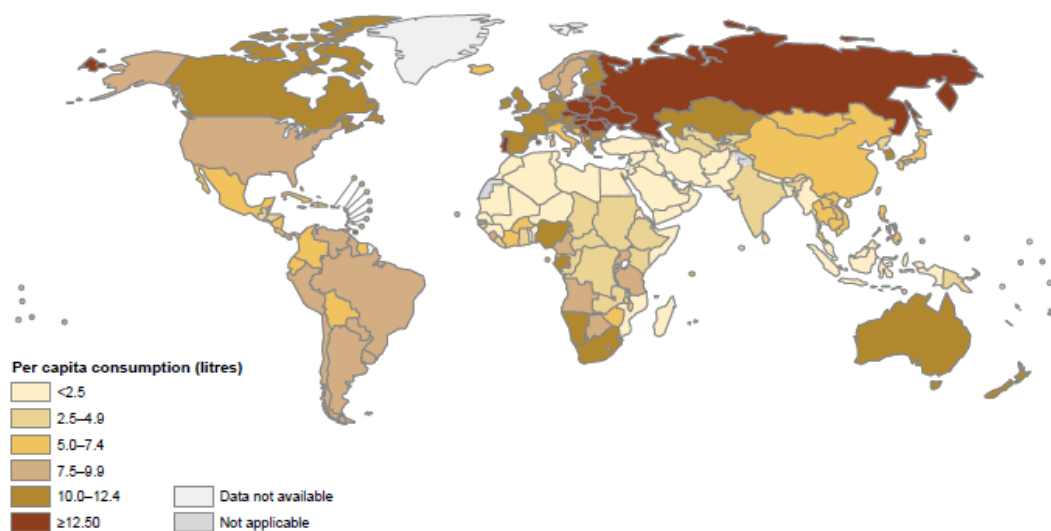 Per capita consumption (litres)
<2.5
2.5–4.9
5.0–7.4
7.5–9.9
10.0–12.4
≥12.50
Data not available
Not applicable